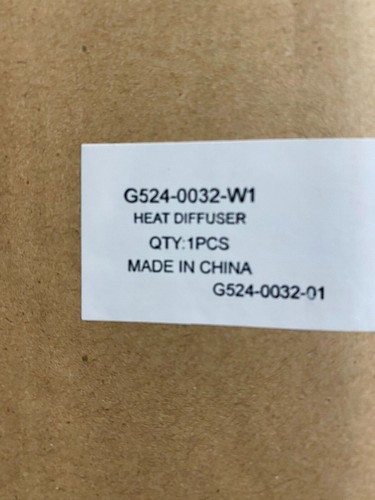 G524-0032-W1
HEAT DIFFUSER
QTY:1PCS
MADE IN CHINA
G524-0032-01